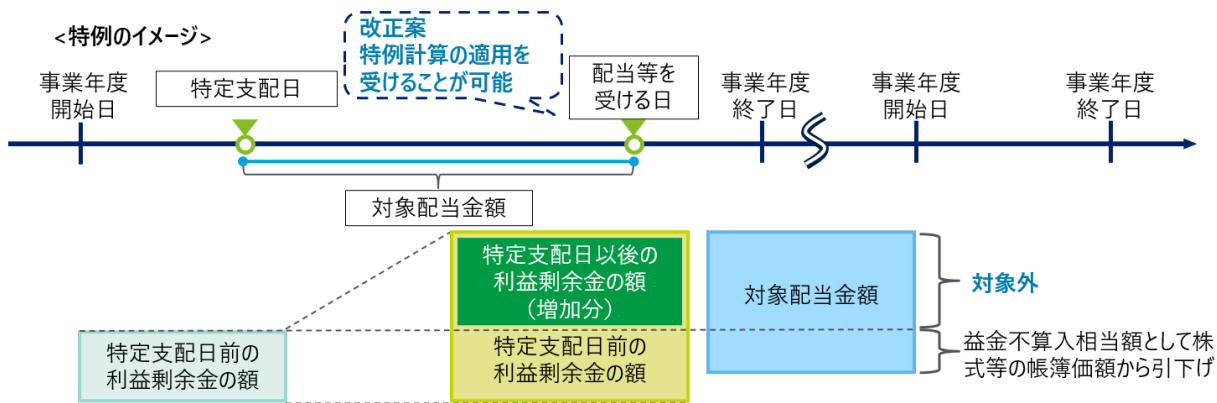 <特例のイメージ>
改正案
特例計算の適用を
受けることが可能
事業年度
開始日
特定支配日
配当等を
受ける日
事業年度
終了日
事業年度
開始日
事業年度
終了日
対象配当金額
特定支配日以後の
利益剰余金の額
(増加分)
対象配当金額
対象外
特定支配日前の
利益剰余金の額
特定支配日前の
利益剰余金の額
益金不算入相当額として株
式等の帳簿価額から引下げ